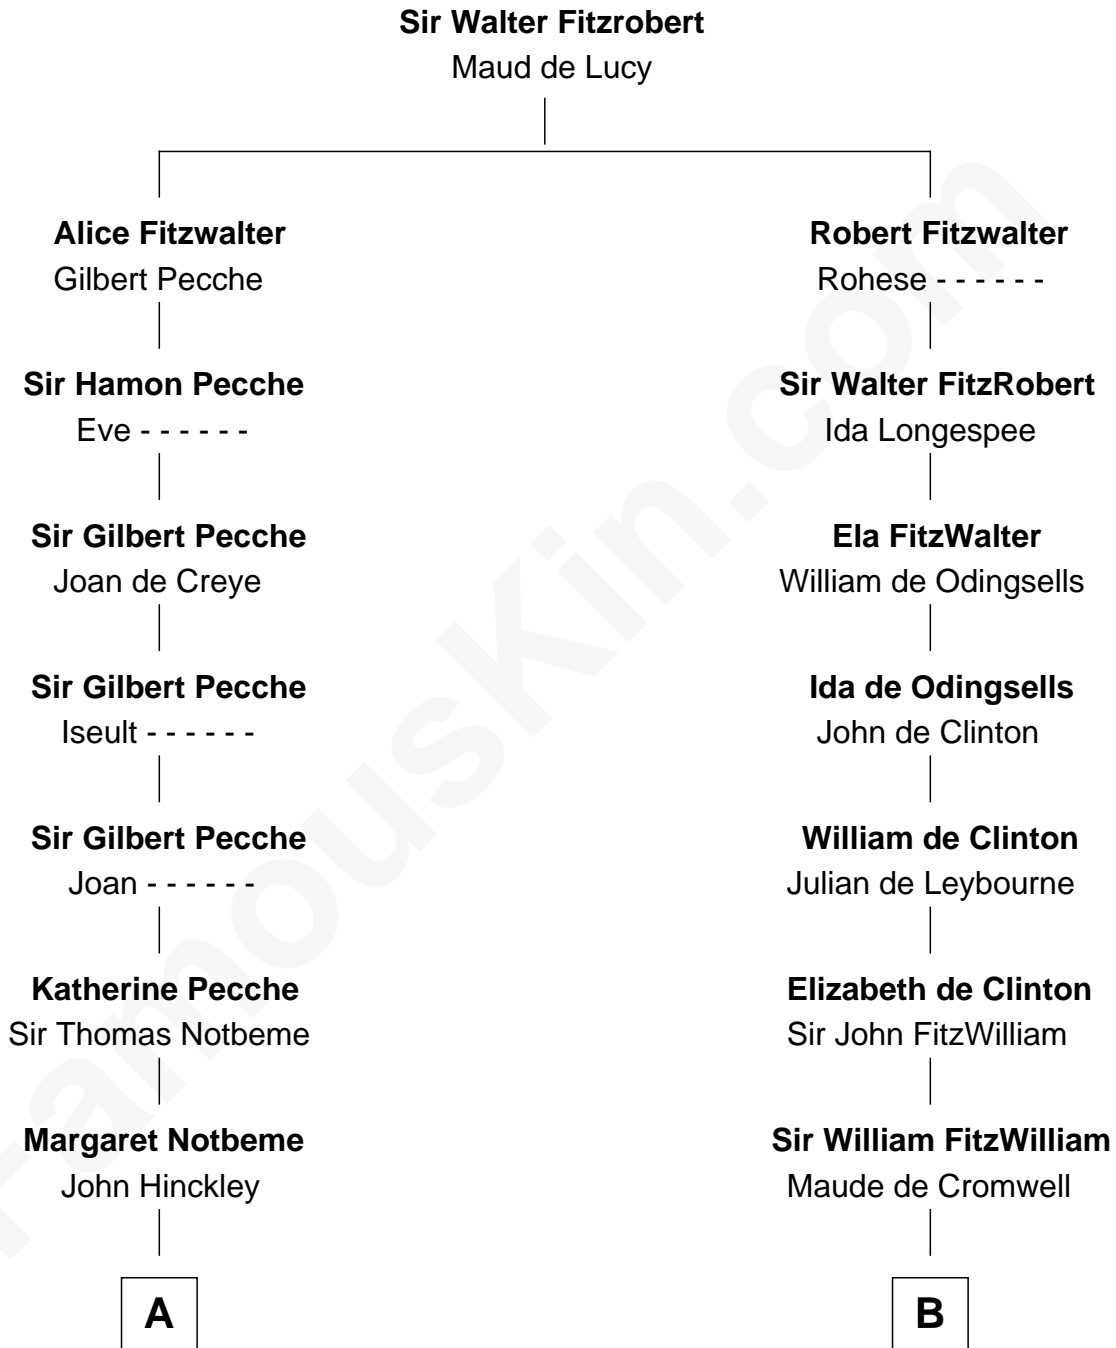 Sir Walter Fitzrobert
Maud de Lucy
Alice Fitzwalter
Gilbert Pecche
Robert Fitzwalter
Rohese - - - - - -
Sir Hamon Pecche
Eve - - - - - -
Sir Walter FitzRobert
Ida Longespee
Sir Gilbert Pecche
Joan de Creye
Ela FitzWalter
William de Odingsells
Sir Gilbert Pecche
Iseult - - - - - -
Ida de Odingsells
John de Clinton
Sir Gilbert Pecche
Joan - - - - - -
William de Clinton
Julian de Leybourne
Katherine Pecche
Sir Thomas Notbeme
Elizabeth de Clinton
Sir John FitzWilliam
Margaret Notbeme
John Hinckley
Sir William FitzWilliam
Maude de Cromwell
A
B
FamousKin.com